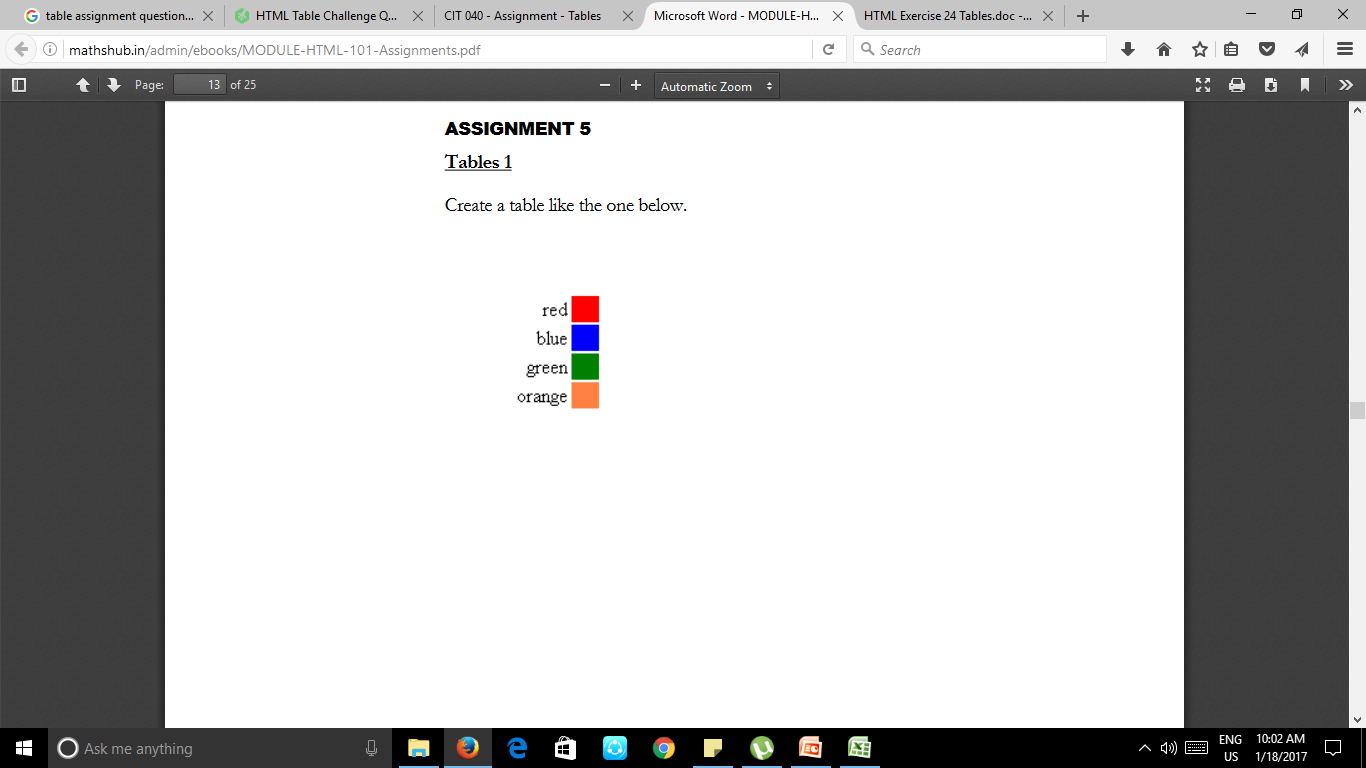 table assignment question...
HTML Table Challenge Q...
CIT 040 - Assignment - Tables
Microsoft Word - MODULE-H...
HTML Exercise 24 Tables.doc -...
mathshub.in/admin/ebooks/MODULE-HTML-101-Assignments.pdf
Search
Page: 13 of 25
Automatic Zoom
ASSIGNMENT 5
Tables 1
Create a table like the one below.
red
blue
green
orange
Ask me anything
ENG
US
10:02 AM
1/18/2017